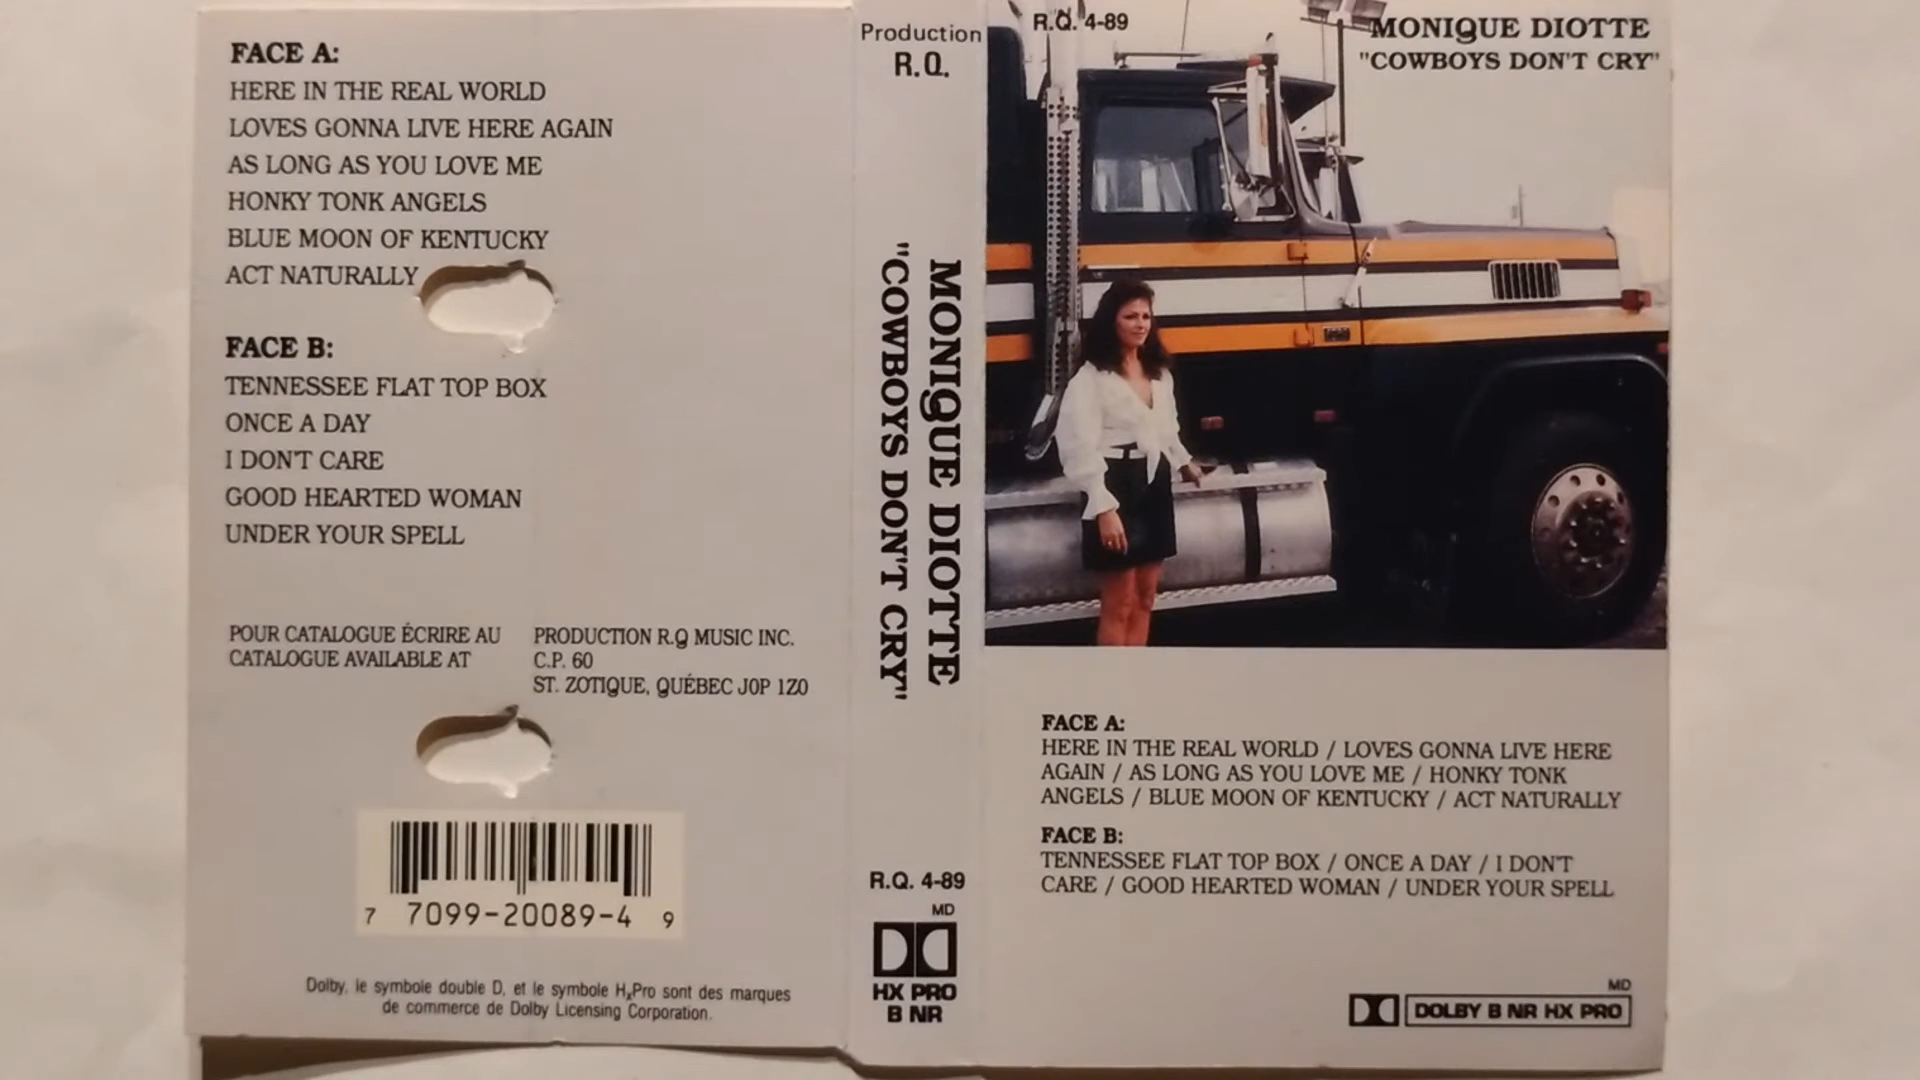 FACE A:
HERE IN THE REAL WORLD
LOVES GONNA LIVE HERE AGAIN
AS LONG AS YOU LOVE ME
HONKY TONK ANGELS
BLUE MOON OF KENTUCKY
ACT NATURALLY
FACE B:
TENNESSEE FLAT TOP BOX
ONCE A DAY
I DON'T CARE
GOOD HEARTED WOMAN
UNDER YOUR SPELL
POUR CATALOGUE ÉCRIRE AU
CATALOGUE AVAILABLE AT
PRODUCTION R.Q MUSIC INC.
C.P. 60
ST. ZOTIQUE, QUÉBEC J0P 1Z0
7 7099-20089-4 9
Dolby, le symbole double D, et le symbole HxPro sont des marques
de commerce de Dolby Licensing Corporation.
Production
R.Q.
MONIQUE DIOTTE
"COWBOYS DON'T CRY"
R.Q. 4-89
MD
HX PRO
B NR
R.Q. 4-89
MONIQUE DIOTTE
"COWBOYS DON'T CRY"
FACE A:
HERE IN THE REAL WORLD / LOVES GONNA LIVE HERE
AGAIN / AS LONG AS YOU LOVE ME / HONKY TONK
ANGELS / BLUE MOON OF KENTUCKY / ACT NATURALLY
FACE B:
TENNESSEE FLAT TOP BOX / ONCE A DAY / I DON'T
CARE / GOOD HEARTED WOMAN / UNDER YOUR SPELL
MD
DOLBY B NR HX PRO